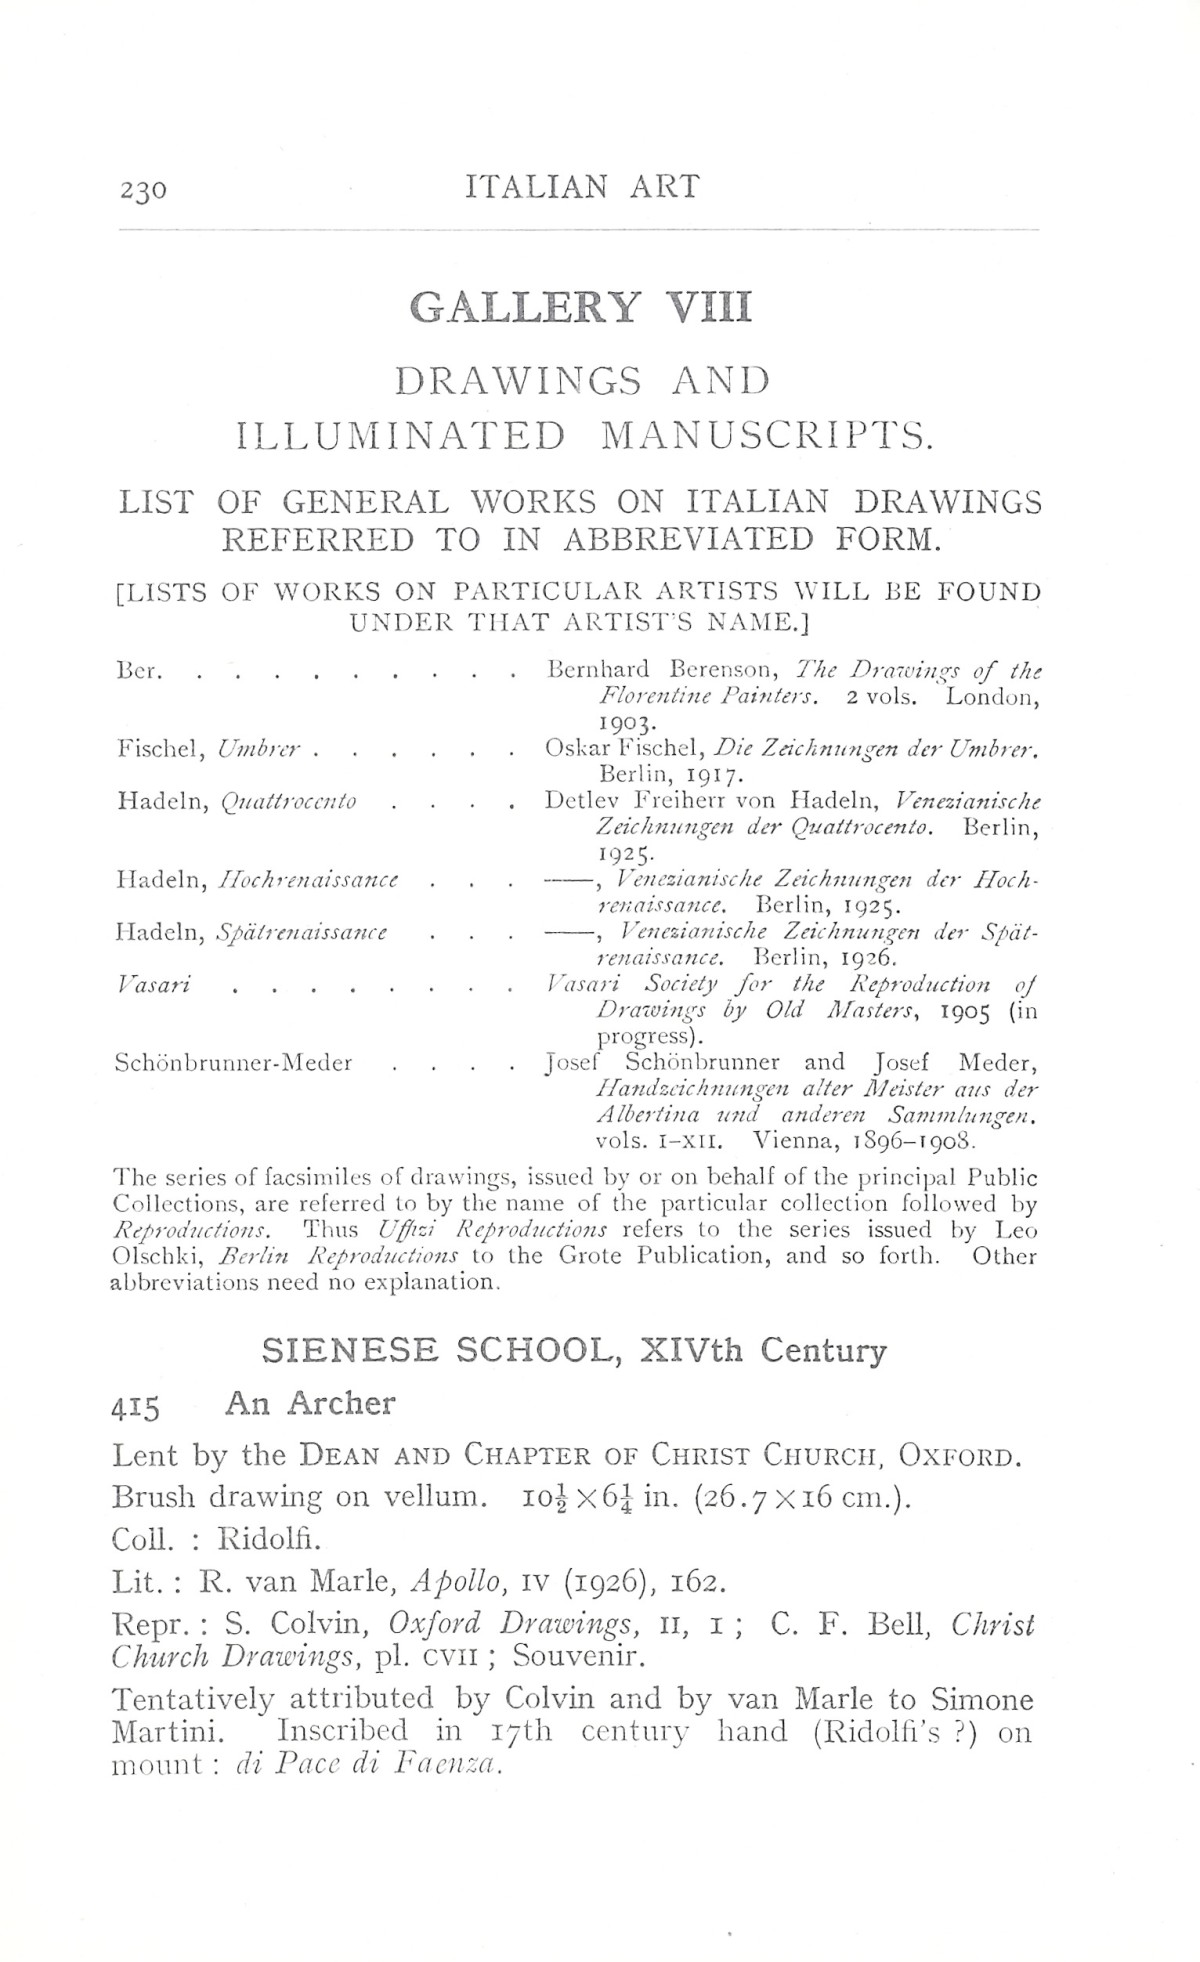 230 ITALIAN ART
GALLERY VIII
DRAWINGS AND
ILLUMINATED MANUSCRIPTS.
LIST OF GENERAL WORKS ON ITALIAN DRAWINGS
REFERRED TO IN ABBREVIATED FORM.
[LISTS OF WORKS ON PARTICULAR ARTISTS WILL BE FOUND
UNDER THAT ARTIST'S NAME.]
Ber. . . . . . . . . . Bernhard Berenson, The Drawings of the
Florentine Painters. 2 vols. London,
1903.
Fischel, Umbrer . . . . . . Oskar Fischel, Die Zeichnungen der Umbrer.
Berlin, 1917.
Hadeln, Quattrocento . . . . Detlev Freiherr von Hadeln, Venezianische
Zeichnungen der Quattrocento. Berlin,
1925.
Hadeln, Hochrenaissance . . . ——, Venezianische Zeichnungen der Hoch-
renaissance. Berlin, 1925.
Hadeln, Spätrenaissance . . . ——, Venezianische Zeichnungen der Spät-
renaissance. Berlin, 1926.
Vasari . . . . . . . . Vasari Society for the Reproduction of
Drawings by Old Masters, 1905 (in
progress).
Schönbrunner-Meder . . . . Josef Schönbrunner and Josef Meder,
Handzeichnungen alter Meister aus der
Albertina und anderen Sammlungen.
vols. I–XII. Vienna, 1896–1908.
The series of facsimiles of drawings, issued by or on behalf of the principal Public
Collections, are referred to by the name of the particular collection followed by
Reproductions. Thus Uffizi Reproductions refers to the series issued by Leo
Olschki, Berlin Reproductions to the Grote Publication, and so forth. Other
abbreviations need no explanation.
SIENESE SCHOOL, XIVth Century
415 An Archer
Lent by the DEAN AND CHAPTER OF CHRIST CHURCH, OXFORD.
Brush drawing on vellum. 10½ × 6¼ in. (26.7 × 16 cm.).
Coll. : Ridolfi.
Lit. : R. van Marle, Apollo, IV (1926), 162.
Repr. : S. Colvin, Oxford Drawings, II, 1 ; C. F. Bell, Christ
Church Drawings, pl. CVII ; Souvenir.
Tentatively attributed by Colvin and by van Marle to Simone
Martini. Inscribed in 17th century hand (Ridolfi's ?) on
mount : di Pace di Faenza.